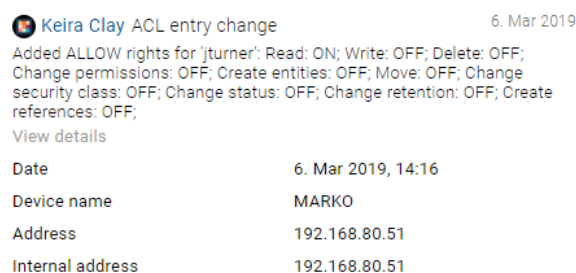 Keira Clay ACL entry change 6. Mar 2019
Added ALLOW rights for 'jturner': Read: ON; Write: OFF; Delete: OFF;
Change permissions: OFF; Create entities: OFF; Move: OFF; Change
security class: OFF; Change status: OFF; Change retention: OFF; Create
references: OFF;
View details
Date 6. Mar 2019, 14:16
Device name MARKO
Address 192.168.80.51
Internal address 192.168.80.51